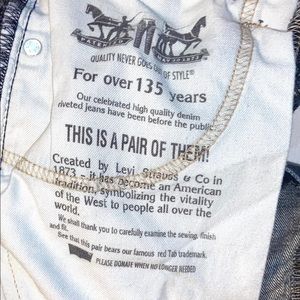 QUALITY NEVER GOES OUT OF STYLE®
For over 135 years
Our celebrated high quality denim
riveted jeans have been before the public
THIS IS A PAIR OF THEM!
Created by Levi Strauss & Co in
1873 - it has become an American
tradition, symbolizing the vitality
of the West to people all over the
world.
We shall thank you to carefully examine the sewing, finish
and fit.
See that this pair bears our famous red Tab trademark.
PLEASE DONATE WHEN NO LONGER NEEDED